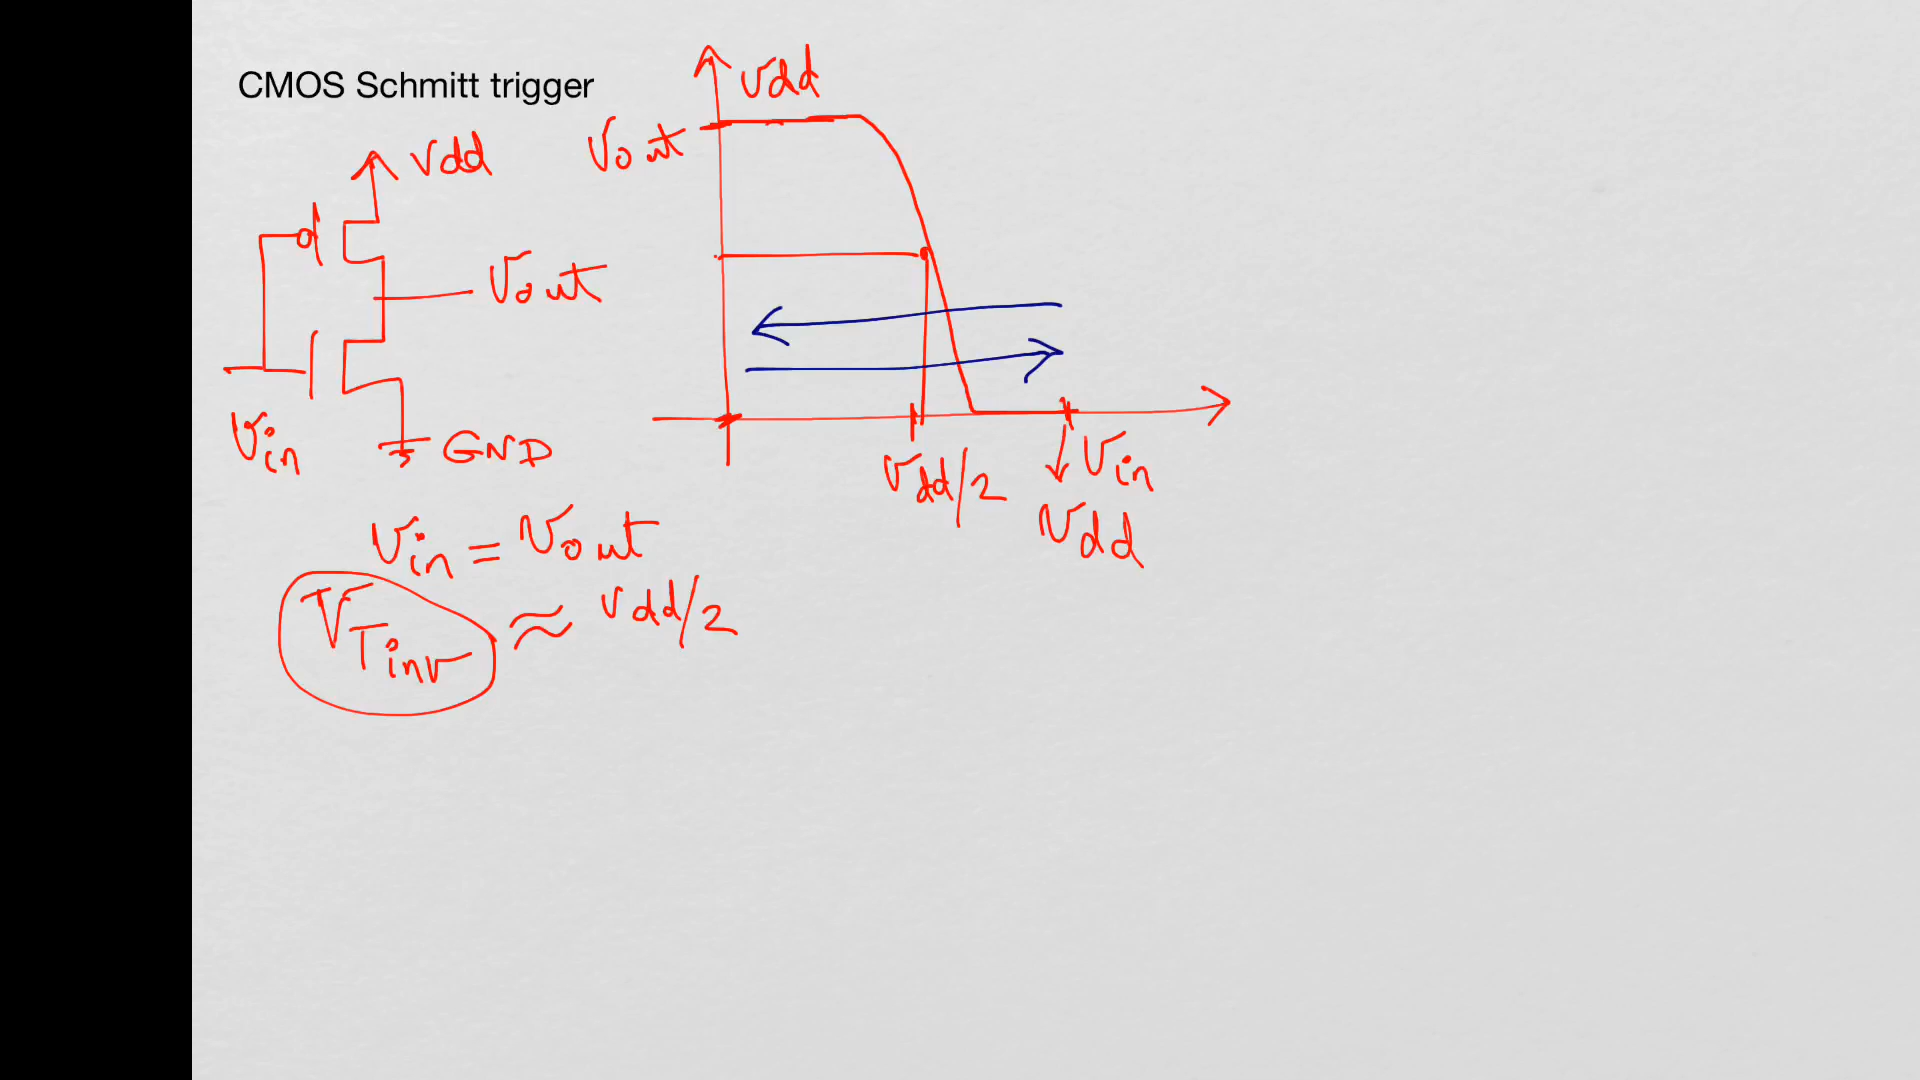 CMOS Schmitt trigger
Vdd
Vout
Vdd
Vout
Vin
GND
Vdd/2
Vin
Vdd
Vin = Vout
VTinv ≈ Vdd/2